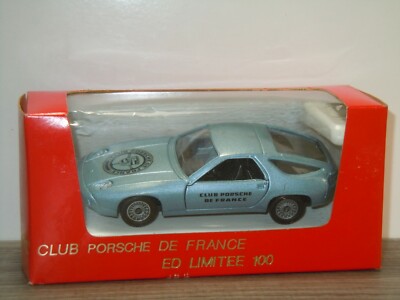 CLUB PORSCHE
DE FRANCE
CLUB PORSCHE DE FRANCE
ED LIMITEE 100